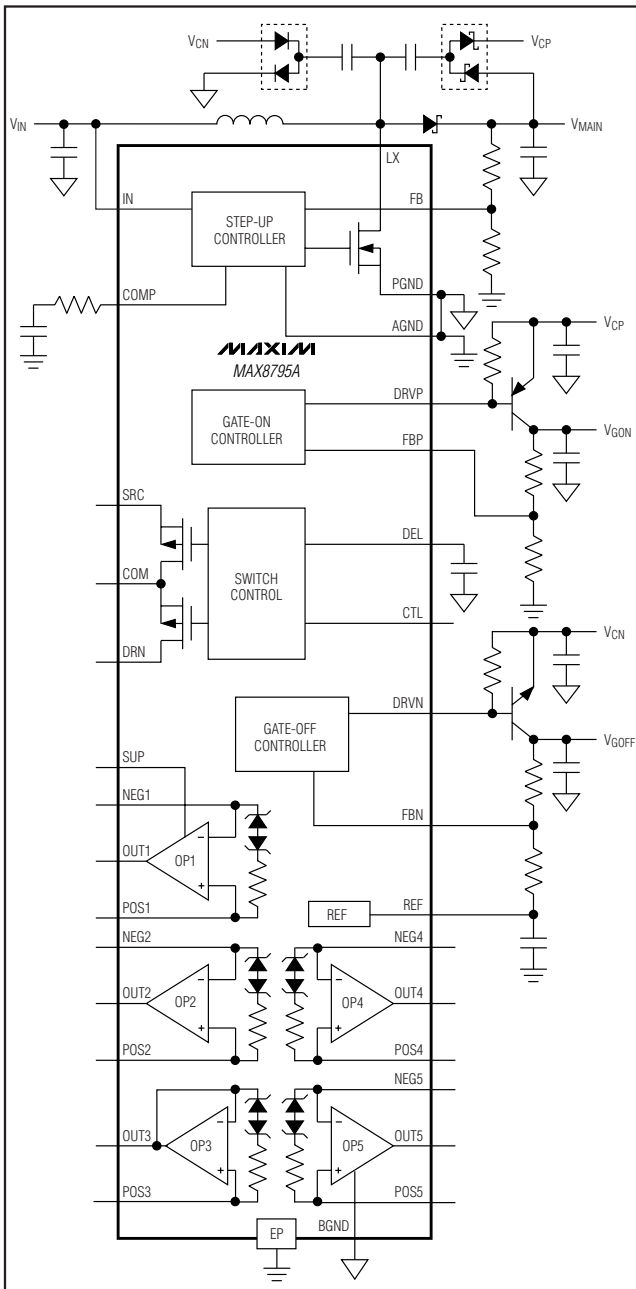 VCN
VCP
VIN
VMAIN
LX
IN
FB
STEP-UP
CONTROLLER
COMP
PGND
AGND
MAXIM
MAX8795A
VCP
DRVP
GATE-ON
CONTROLLER
FBP
VGON
SRC
DEL
COM
SWITCH
CONTROL
CTL
DRN
VCN
DRVN
GATE-OFF
CONTROLLER
VGOFF
SUP
NEG1
FBN
-
OUT1
OP1
+
POS1
REF
REF
NEG2
NEG4
-
-
OUT2
OP2
OP4
OUT4
+
+
POS2
POS4
NEG5
-
-
OUT3
OP3
OP5
OUT5
+
+
POS3
POS5
EP
BGND